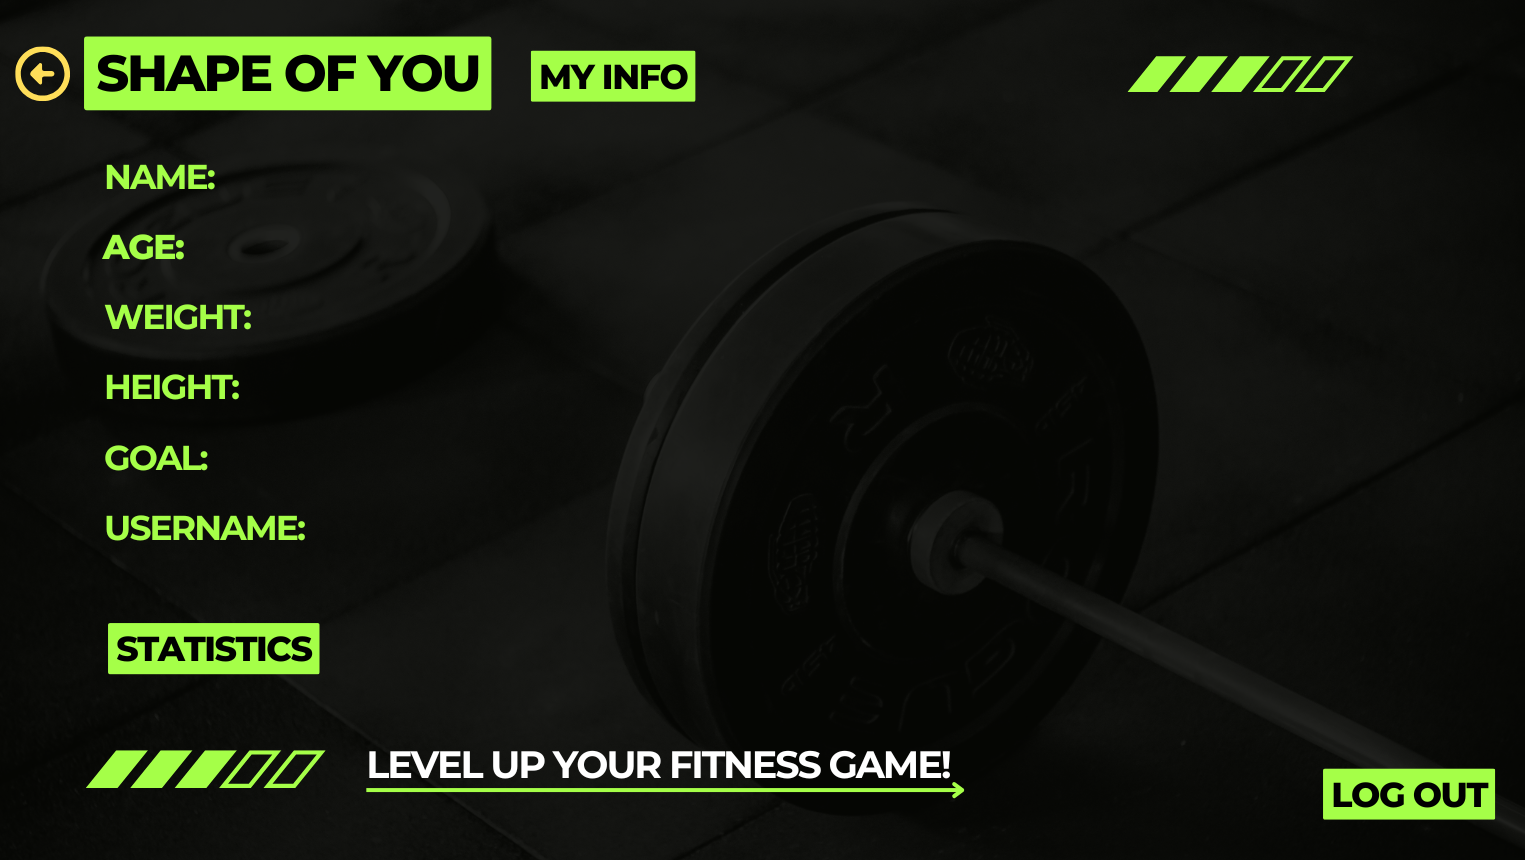 SHAPE OF YOU
MY INFO
NAME:
AGE:
WEIGHT:
HEIGHT:
GOAL:
USERNAME:
STATISTICS
LEVEL UP YOUR FITNESS GAME!
LOG OUT